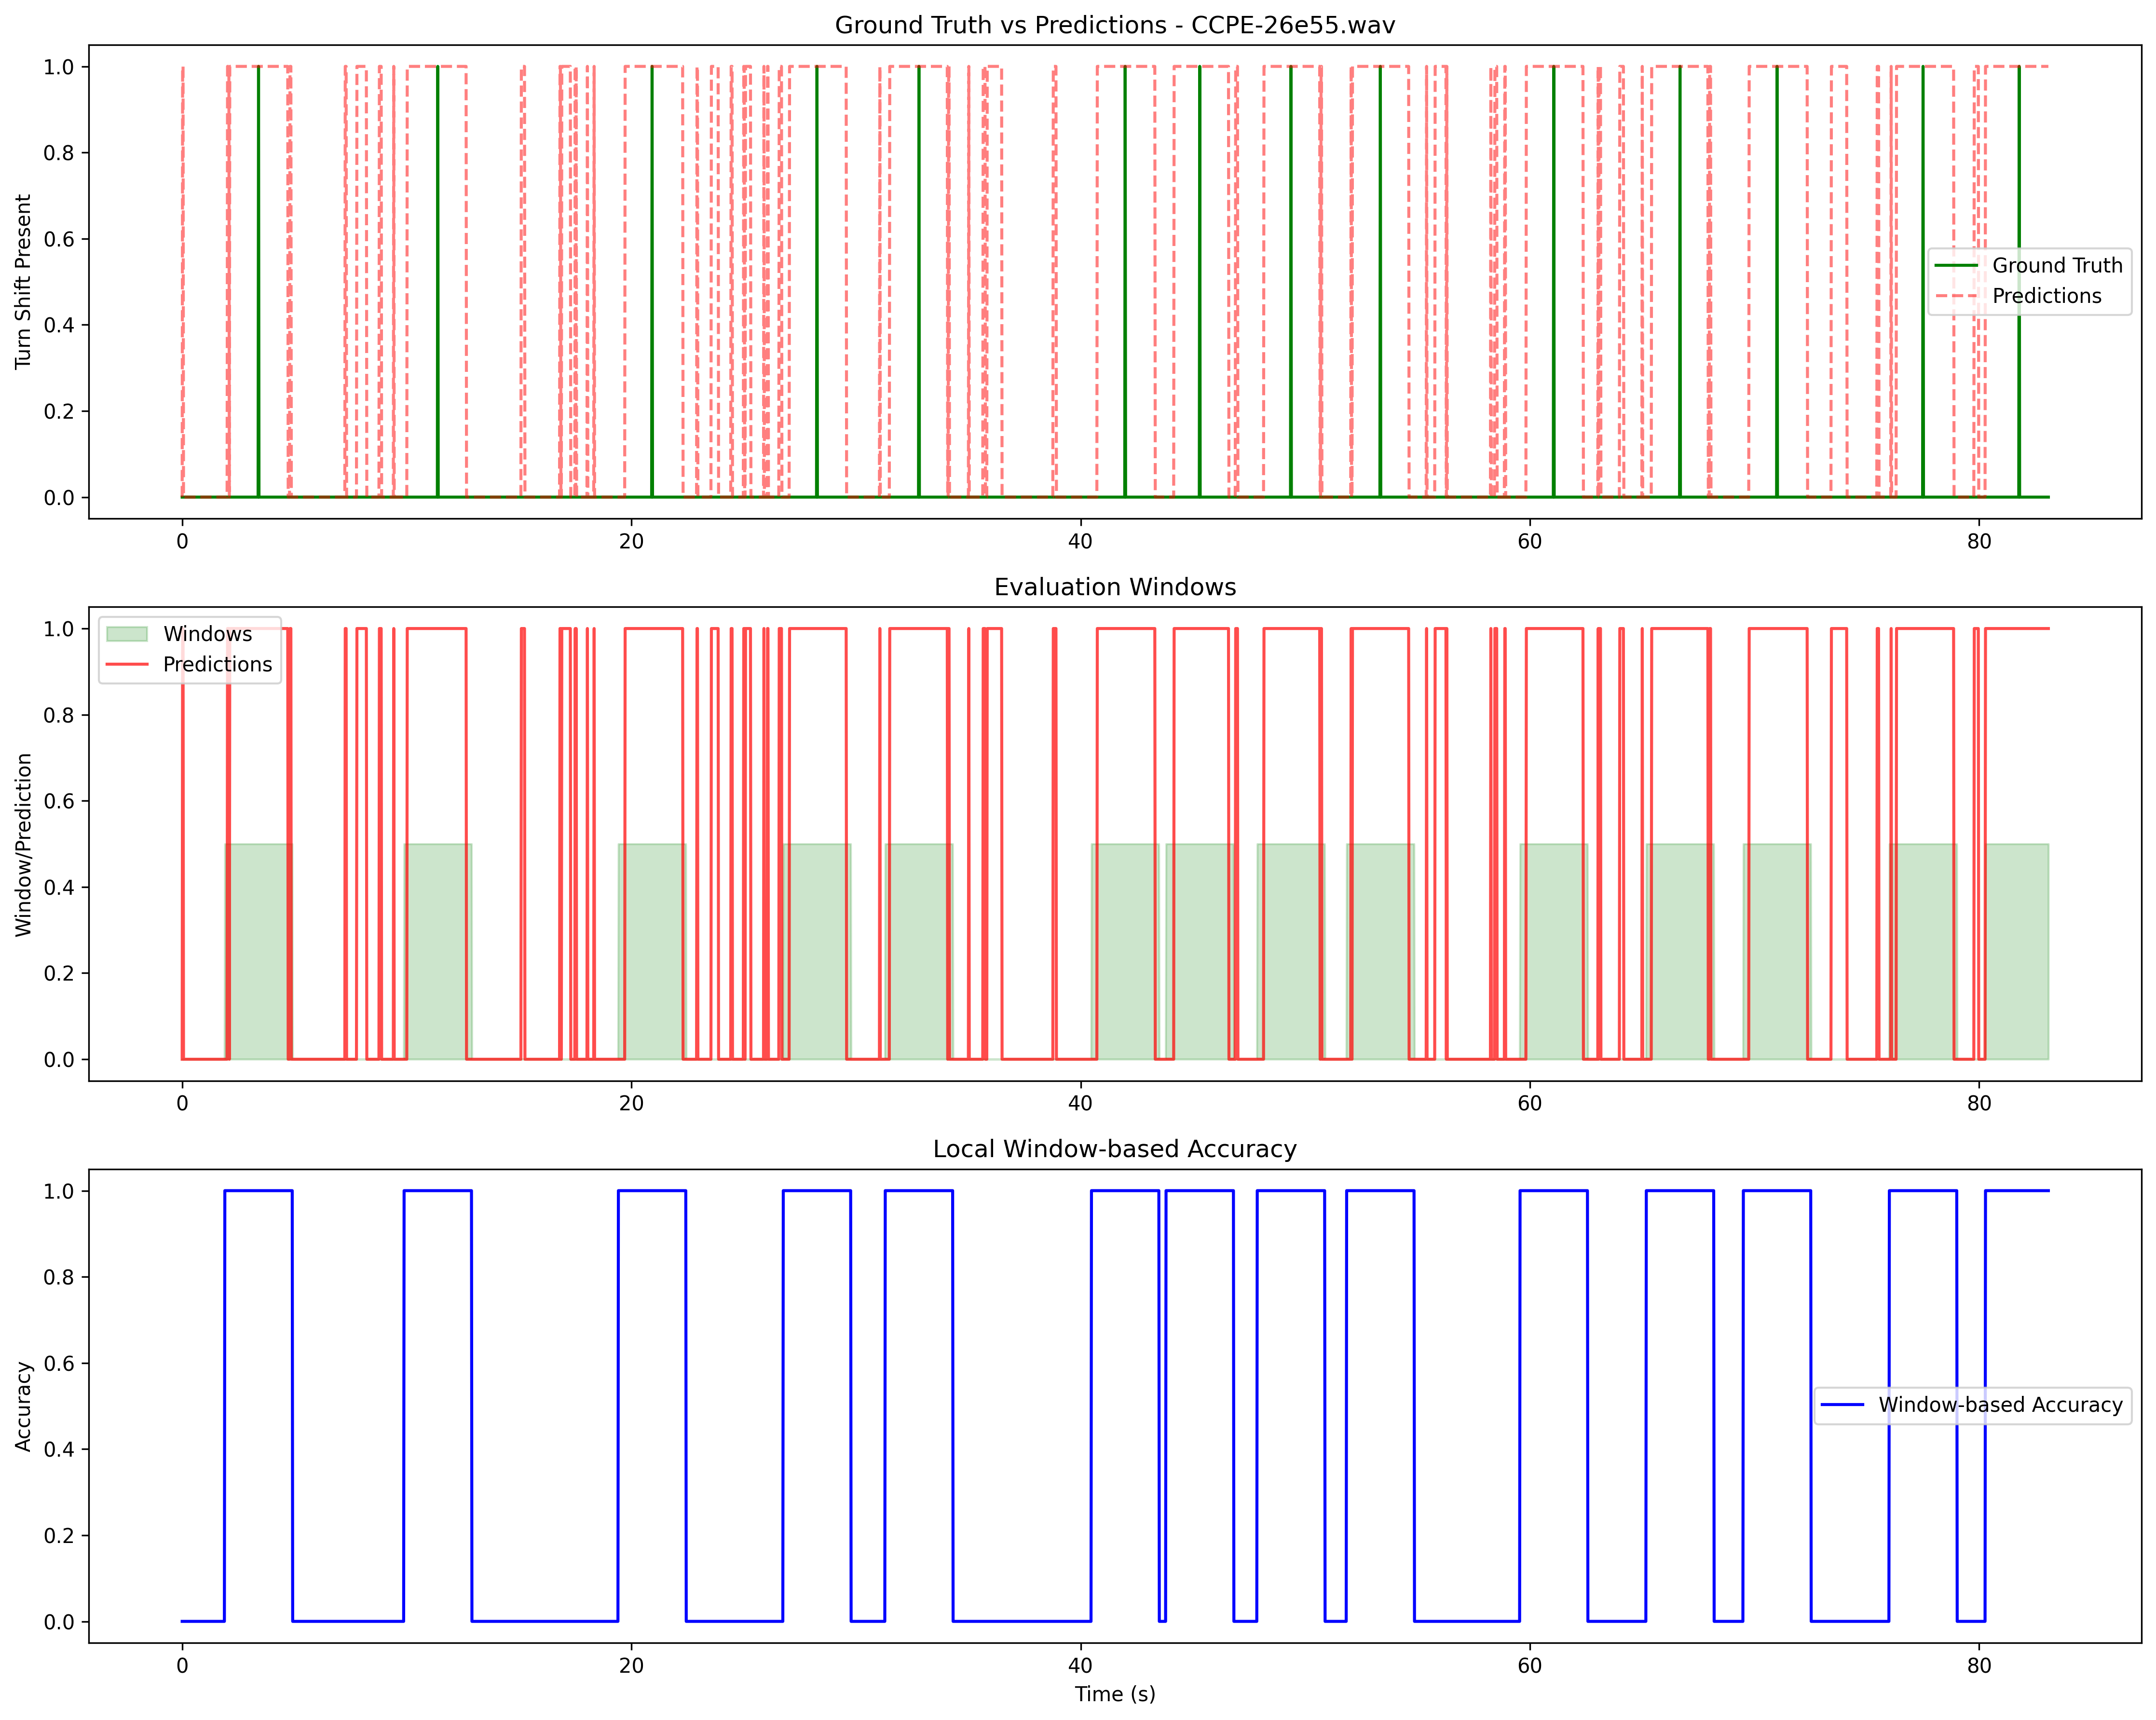 Ground Truth vs Predictions - CCPE-26e55.wav
1.0
0.8
0.6
0.4
0.2
0.0
Turn Shift Present
Ground Truth
Predictions
0 20 40 60 80
Evaluation Windows
1.0
0.8
0.6
0.4
0.2
0.0
Window/Prediction
Windows
Predictions
0 20 40 60 80
Local Window-based Accuracy
1.0
0.8
0.6
0.4
0.2
0.0
Accuracy
Window-based Accuracy
0 20 40 60 80
Time (s)